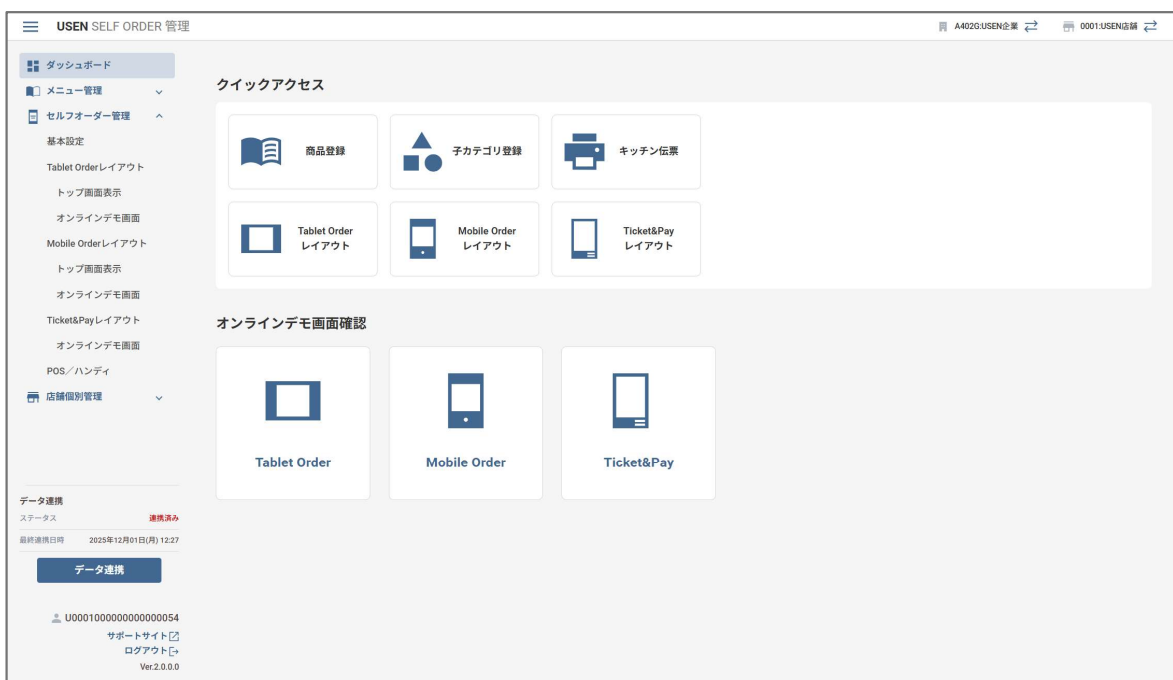 USEN SELF ORDER 管理
A402G:USEN企業
0001:USEN店舗
ダッシュボード
メニュー管理
セルフオーダー管理
基本設定
Tablet Orderレイアウト
トップ画面表示
オンラインデモ画面
Mobile Orderレイアウト
トップ画面表示
オンラインデモ画面
Ticket&Payレイアウト
オンラインデモ画面
POS／ハンディ
店舗個別管理
データ連携
ステータス 連携済み
最終連携日時 2025年12月01日(月) 12:27
データ連携
U0001000000000000054
サポートサイト
ログアウト
Ver.2.0.0.0
クイックアクセス
商品登録
子カテゴリ登録
キッチン伝票
Tablet Order
レイアウト
Mobile Order
レイアウト
Ticket&Pay
レイアウト
オンラインデモ画面確認
Tablet Order
Mobile Order
Ticket&Pay